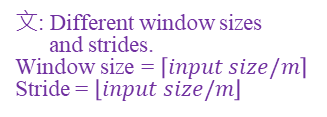 文: Different window sizes
and strides.
Window size = ⌈input size/m⌉
Stride = ⌊input size/m⌋